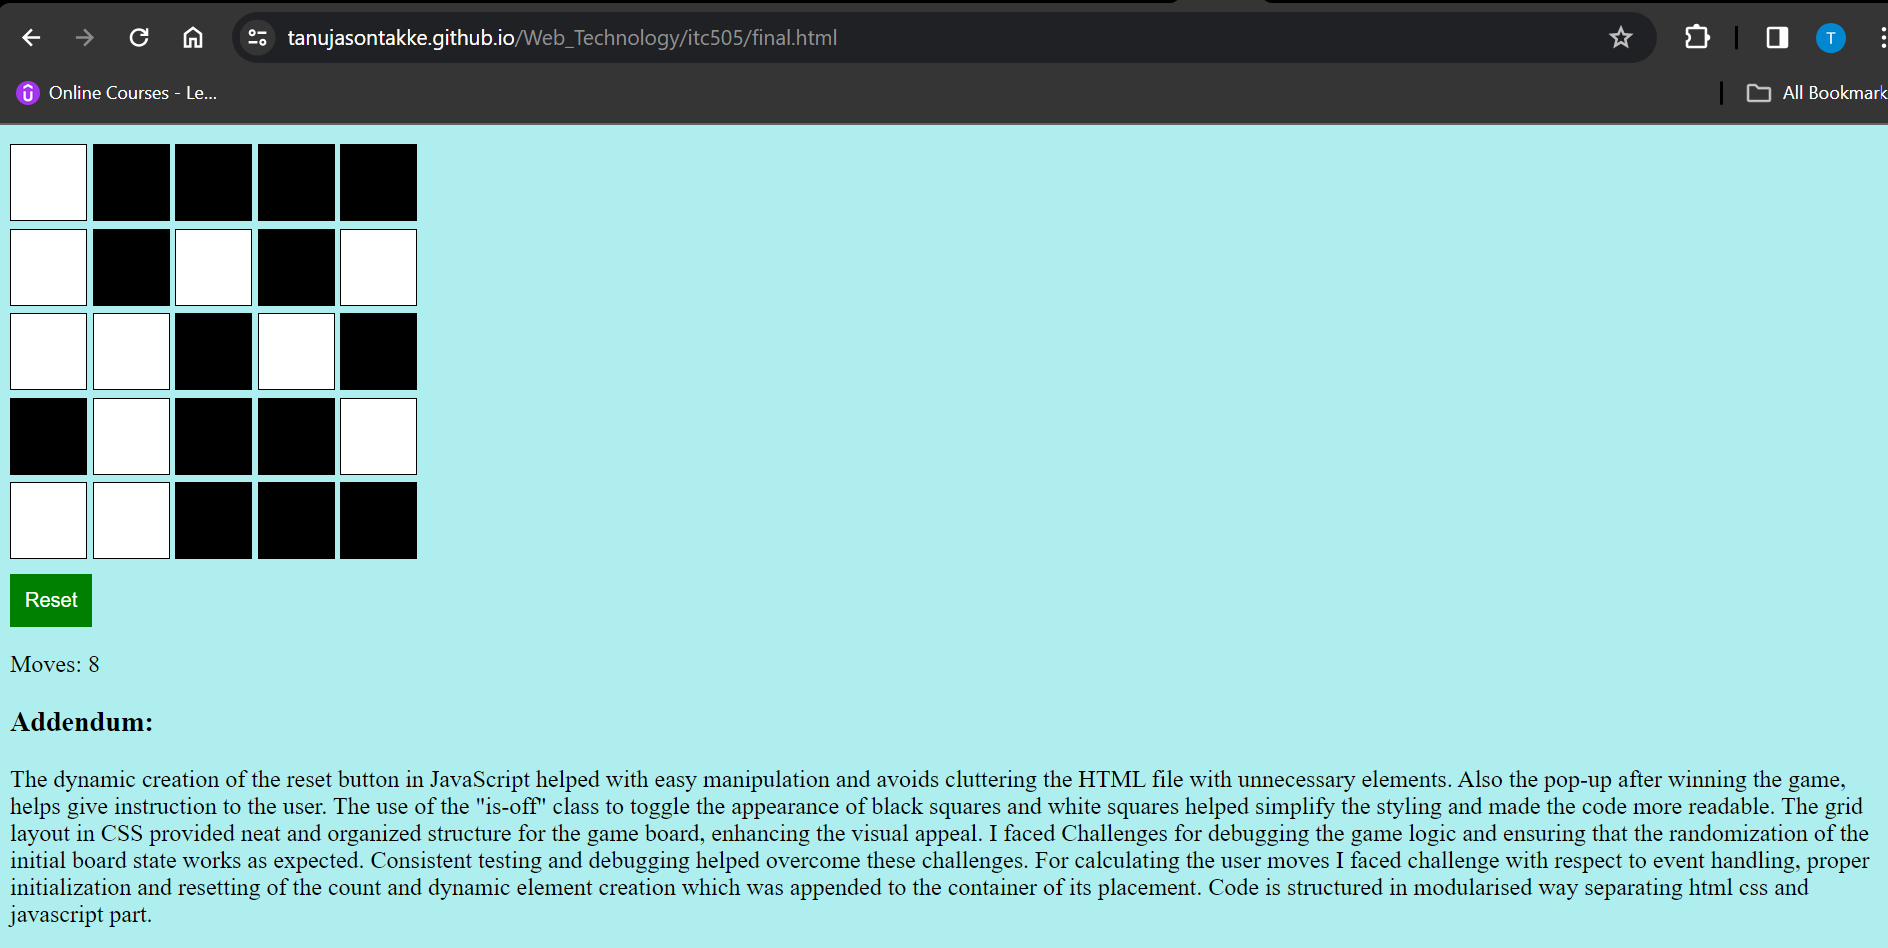 tanujasontakke.github.io/Web_Technology/itc505/final.html
T
Online Courses - Le...
All Bookmark
Reset
Moves: 8
Addendum:
The dynamic creation of the reset button in JavaScript helped with easy manipulation and avoids cluttering the HTML file with unnecessary elements. Also the pop-up after winning the game,
helps give instruction to the user. The use of the "is-off" class to toggle the appearance of black squares and white squares helped simplify the styling and made the code more readable. The grid
layout in CSS provided neat and organized structure for the game board, enhancing the visual appeal. I faced Challenges for debugging the game logic and ensuring that the randomization of the
initial board state works as expected. Consistent testing and debugging helped overcome these challenges. For calculating the user moves I faced challenge with respect to event handling, proper
initialization and resetting of the count and dynamic element creation which was appended to the container of its placement. Code is structured in modularised way separating html css and
javascript part.